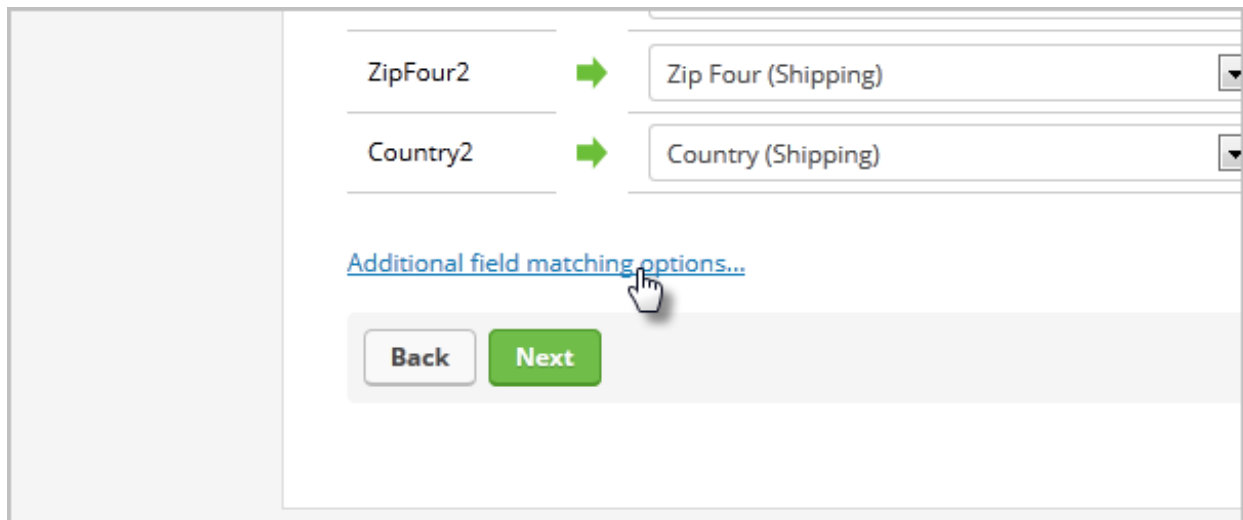 ZipFour2
Zip Four (Shipping)
Country2
Country (Shipping)
Additional field matching options...
Back
Next